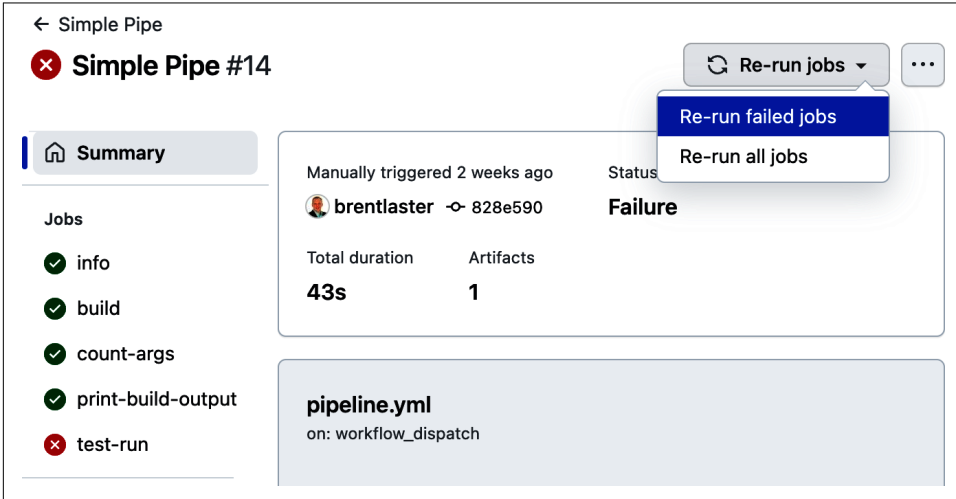 ← Simple Pipe
Simple Pipe #14
Re-run jobs
...
Re-run failed jobs
Re-run all jobs
Summary
Jobs
info
build
count-args
print-build-output
test-run
Manually triggered 2 weeks ago
brentlaster 828e590
Status
Failure
Total duration
43s
Artifacts
1
pipeline.yml
on: workflow_dispatch